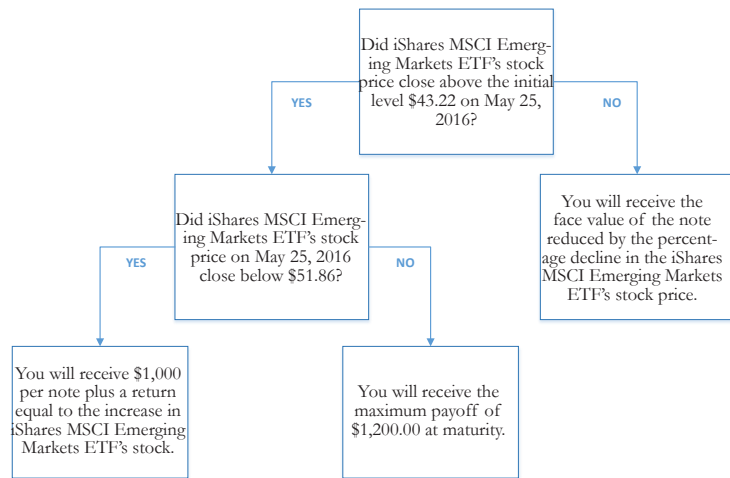 Did iShares MSCI Emerg-
ing Markets ETF's stock
price close above the initial
level $43.22 on May 25,
2016?
YES
NO
Did iShares MSCI Emerg-
ing Markets ETF's stock
price on May 25, 2016
close below $51.86?
You will receive the
face value of the note
reduced by the percent-
age decline in the iShares
MSCI Emerging Markets
ETF's stock price.
YES
NO
You will receive $1,000
per note plus a return
equal to the increase in
iShares MSCI Emerging
Markets ETF's stock.
You will receive the
maximum payoff of
$1,200.00 at maturity.